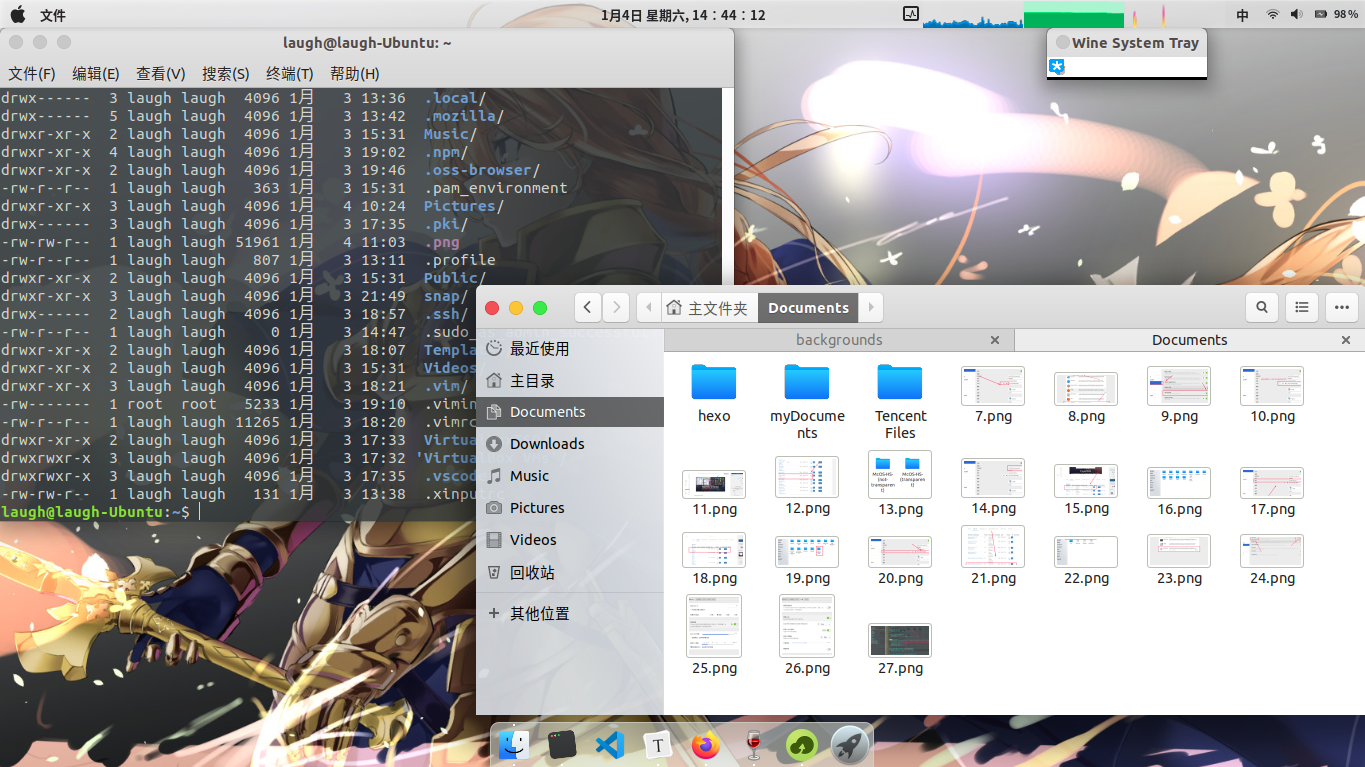 文件
1月4日 星期六, 14：44：12
中
98%
laugh@laugh-Ubuntu: ~
Wine System Tray
文件(F) 编辑(E) 查看(V) 搜索(S) 终端(T) 帮助(H)
drwx------ 3 laugh laugh 4096 1月 3 13:36 .local/
drwx------ 5 laugh laugh 4096 1月 3 13:42 .mozilla/
drwxr-xr-x 2 laugh laugh 4096 1月 3 15:31 Music/
drwxr-xr-x 4 laugh laugh 4096 1月 3 19:02 .npm/
drwxr-xr-x 2 laugh laugh 4096 1月 3 19:46 .oss-browser/
-rw-r--r-- 1 laugh laugh 363 1月 3 15:31 .pam_environment
drwxr-xr-x 3 laugh laugh 4096 1月 4 10:24 Pictures/
drwx------ 3 laugh laugh 4096 1月 3 17:35 .pki/
-rw-rw-r-- 1 laugh laugh 51961 1月 4 11:03 .png
-rw-r--r-- 1 laugh laugh 807 1月 3 13:11 .profile
drwxr-xr-x 2 laugh laugh 4096 1月 3 15:31 Public/
drwxr-xr-x 3 laugh laugh 4096 1月 3 21:49 snap/
drwx------ 2 laugh laugh 4096 1月 3 18:57 .ssh/
-rw-r--r-- 1 laugh laugh 0 1月 3 14:47 .sudo_
drwxr-xr-x 2 laugh laugh 4096 1月 3 18:07 Templa
drwxr-xr-x 2 laugh laugh 4096 1月 3 15:31 Videos
drwxr-xr-x 3 laugh laugh 4096 1月 3 18:21 .vim/
-rw------- 1 root root 5233 1月 3 19:10 .vimin
-rw-r--r-- 1 laugh laugh 11265 1月 3 18:20 .vimrc
drwxr-xr-x 2 laugh laugh 4096 1月 3 17:33 Virtua
drwxrwxr-x 3 laugh laugh 4096 1月 3 17:32 'Virtua
drwxrwxr-x 3 laugh laugh 4096 1月 3 17:35 .vscod
-rw-rw-r-- 1 laugh laugh 131 1月 3 13:38 .xinpu
laugh@laugh-Ubuntu:~$
主文件夹 Documents
最近使用
主目录
Documents
Downloads
Music
Pictures
Videos
回收站
其他位置
backgrounds
Documents
hexo
myDocume
nts
Tencent
Files
7.png
8.png
9.png
10.png
11.png
12.png
13.png
14.png
15.png
16.png
17.png
18.png
19.png
20.png
21.png
22.png
23.png
24.png
25.png
26.png
27.png
T